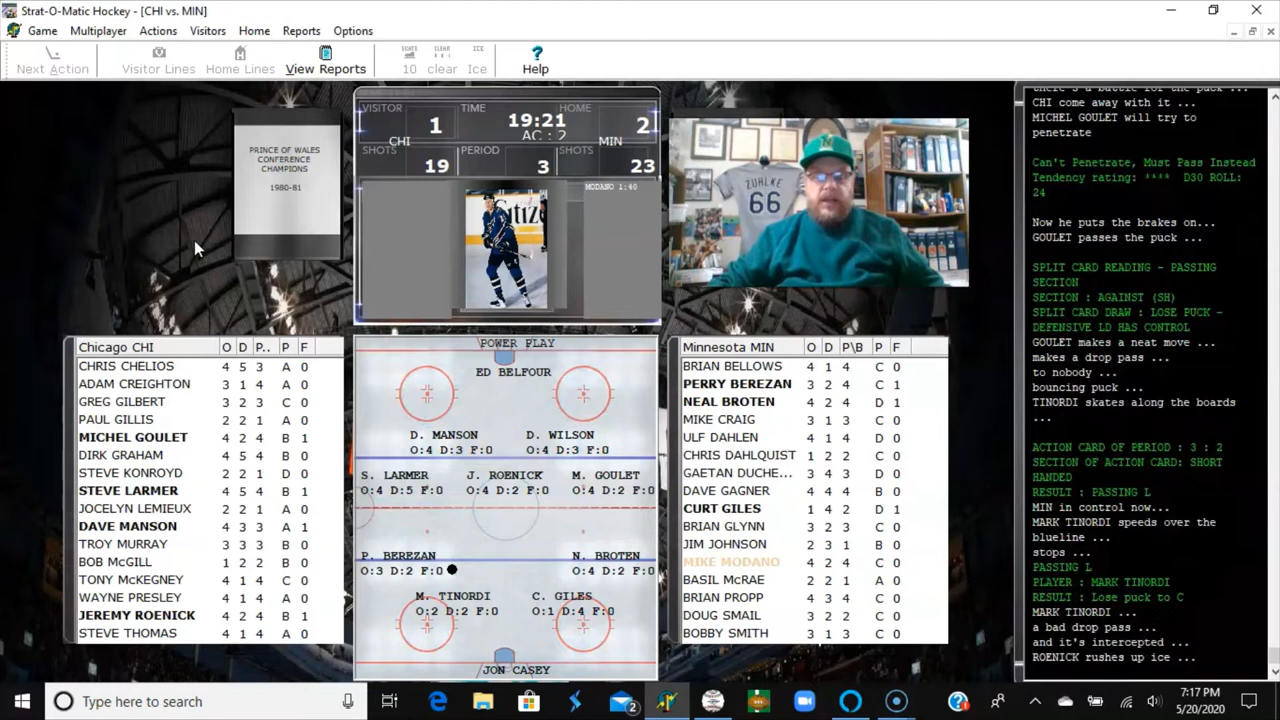 Strat-O-Matic Hockey - [CHI vs. MIN]
Game Multiplayer Actions Visitors Home Reports Options
Next Action Visitor Lines Home Lines View Reports 10 clear Ice Help
PRINCE OF WALES
CONFERENCE
CHAMPIONS
1980-81
VISITOR TIME HOME
CHI 1 19:21 MIN 2
AC : 2
SHOTS PERIOD SHOTS
19 3 23
MODANO 1:40
ZUHLKE
66
Chicago CHI O D P.. P F
CHRIS CHELIOS 4 5 3 A 0
ADAM CREIGHTON 3 1 4 A 0
GREG GILBERT 3 2 3 C 0
PAUL GILLIS 2 2 1 A 0
MICHEL GOULET 4 2 4 B 1
DIRK GRAHAM 4 5 4 B 0
STEVE KONROYD 2 2 1 D 0
STEVE LARMER 4 5 4 B 1
JOCELYN LEMIEUX 2 2 1 A 0
DAVE MANSON 4 3 3 A 1
TROY MURRAY 3 3 3 B 0
BOB McGILL 1 2 2 B 0
TONY McKEGNEY 4 1 4 C 0
WAYNE PRESLEY 4 1 4 A 0
JEREMY ROENICK 4 2 4 B 1
STEVE THOMAS 4 1 4 A 0
POWER PLAY
ED BELFOUR
D. MANSON D. WILSON
O:4 D:3 F:0 O:4 D:3 F:0
S. LARMER J. ROENICK M. GOULET
O:4 D:5 F:0 O:4 D:2 F:0 O:4 D:2 F:0
P. BEREZAN N. BROTEN
O:3 D:2 F:0 O:4 D:2 F:0
M. TINORDI C. GILES
O:2 D:2 F:0 O:1 D:4 F:0
JON CASEY
Minnesota MIN O D P\B P F
BRIAN BELLOWS 4 1 4 C 0
PERRY BEREZAN 3 2 4 C 1
NEAL BROTEN 4 2 4 D 1
MIKE CRAIG 3 1 3 C 0
ULF DAHLEN 4 1 4 D 0
CHRIS DAHLQUIST 1 2 2 C 0
GAETAN DUCHE... 3 4 3 D 0
DAVE GAGNER 4 4 4 B 0
CURT GILES 1 4 2 D 1
BRIAN GLYNN 3 2 3 C 0
JIM JOHNSON 2 3 1 B 0
MIKE MODANO 4 2 4 C 0
BASIL McRAE 2 2 1 A 0
BRIAN PROPP 4 3 4 C 0
DOUG SMAIL 3 2 2 C 0
BOBBY SMITH 3 1 3 C 0
there's a battle for the puck ...
CHI come away with it ...
MICHEL GOULET will try to
penetrate
Can't Penetrate, Must Pass Instead
Tendency rating: **** D30 ROLL:
24
Now he puts the brakes on...
GOULET passes the puck ...
SPLIT CARD READING - PASSING
SECTION
SECTION : AGAINST (SH)
SPLIT CARD DRAW : LOSE PUCK -
DEFENSIVE LD HAS CONTROL
GOULET makes a neat move ...
makes a drop pass ...
to nobody ...
bouncing puck ...
TINORDI skates along the boards
...
ACTION CARD OF PERIOD : 3 : 2
SECTION OF ACTION CARD: SHORT
HANDED
RESULT : PASSING L
MIN in control now...
MARK TINORDI speeds over the
blueline ...
stops ...
PASSING L
PLAYER : MARK TINORDI
RESULT : Lose puck to C
MARK TINORDI ...
a bad drop pass ...
and it's intercepted ...
ROENICK rushes up ice ...
Type here to search
2
7:17 PM
5/20/2020